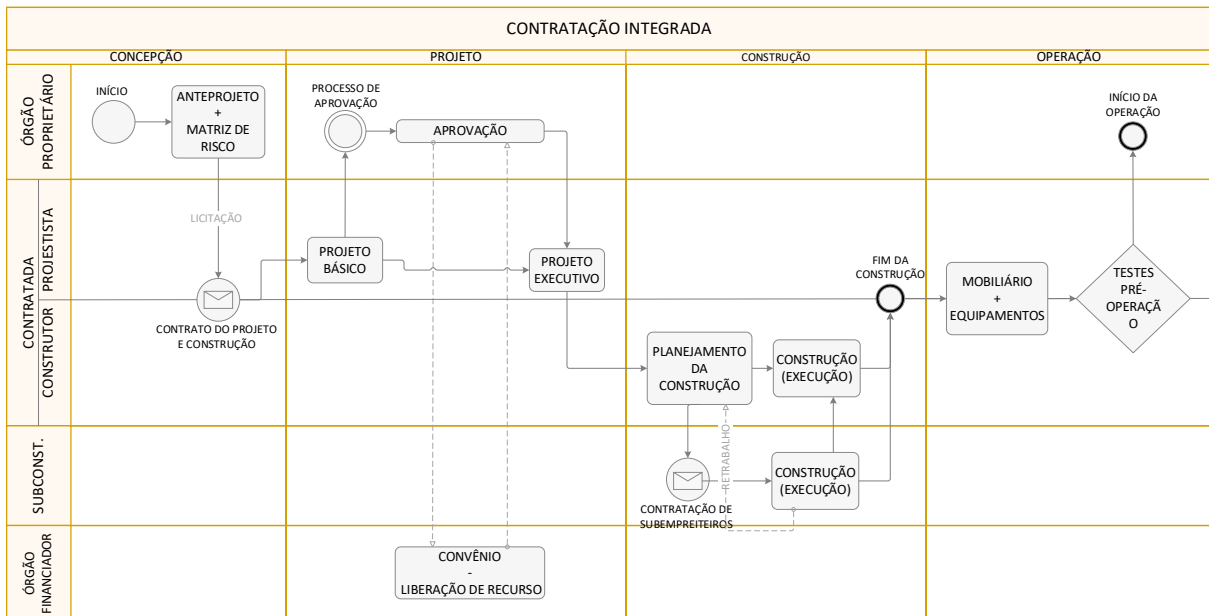 CONTRATAÇÃO INTEGRADA
CONCEPÇÃO
PROJETO
CONSTRUÇÃO
OPERAÇÃO
ÓRGÃO
PROPRIETÁRIO
INÍCIO
ANTEPROJETO
+
MATRIZ DE
RISCO
PROCESSO DE
APROVAÇÃO
APROVAÇÃO
INÍCIO DA
OPERAÇÃO
CONTRATADA
PROJESTISTA
LICITAÇÃO
PROJETO
BÁSICO
PROJETO
EXECUTIVO
FIM DA
CONSTRUÇÃO
MOBILIÁRIO
+
EQUIPAMENTOS
TESTES
PRÉ-
OPERAÇÃ
O
CONSTRUTOR
CONTRATO DO PROJETO
E CONSTRUÇÃO
PLANEJAMENTO
DA
CONSTRUÇÃO
CONSTRUÇÃO
(EXECUÇÃO)
SUBCONST.
RETRABALHO
CONTRATAÇÃO DE
SUBEMPREITEIROS
CONSTRUÇÃO
(EXECUÇÃO)
ÓRGÃO
FINANCIADOR
CONVÊNIO
-
LIBERAÇÃO DE RECURSO